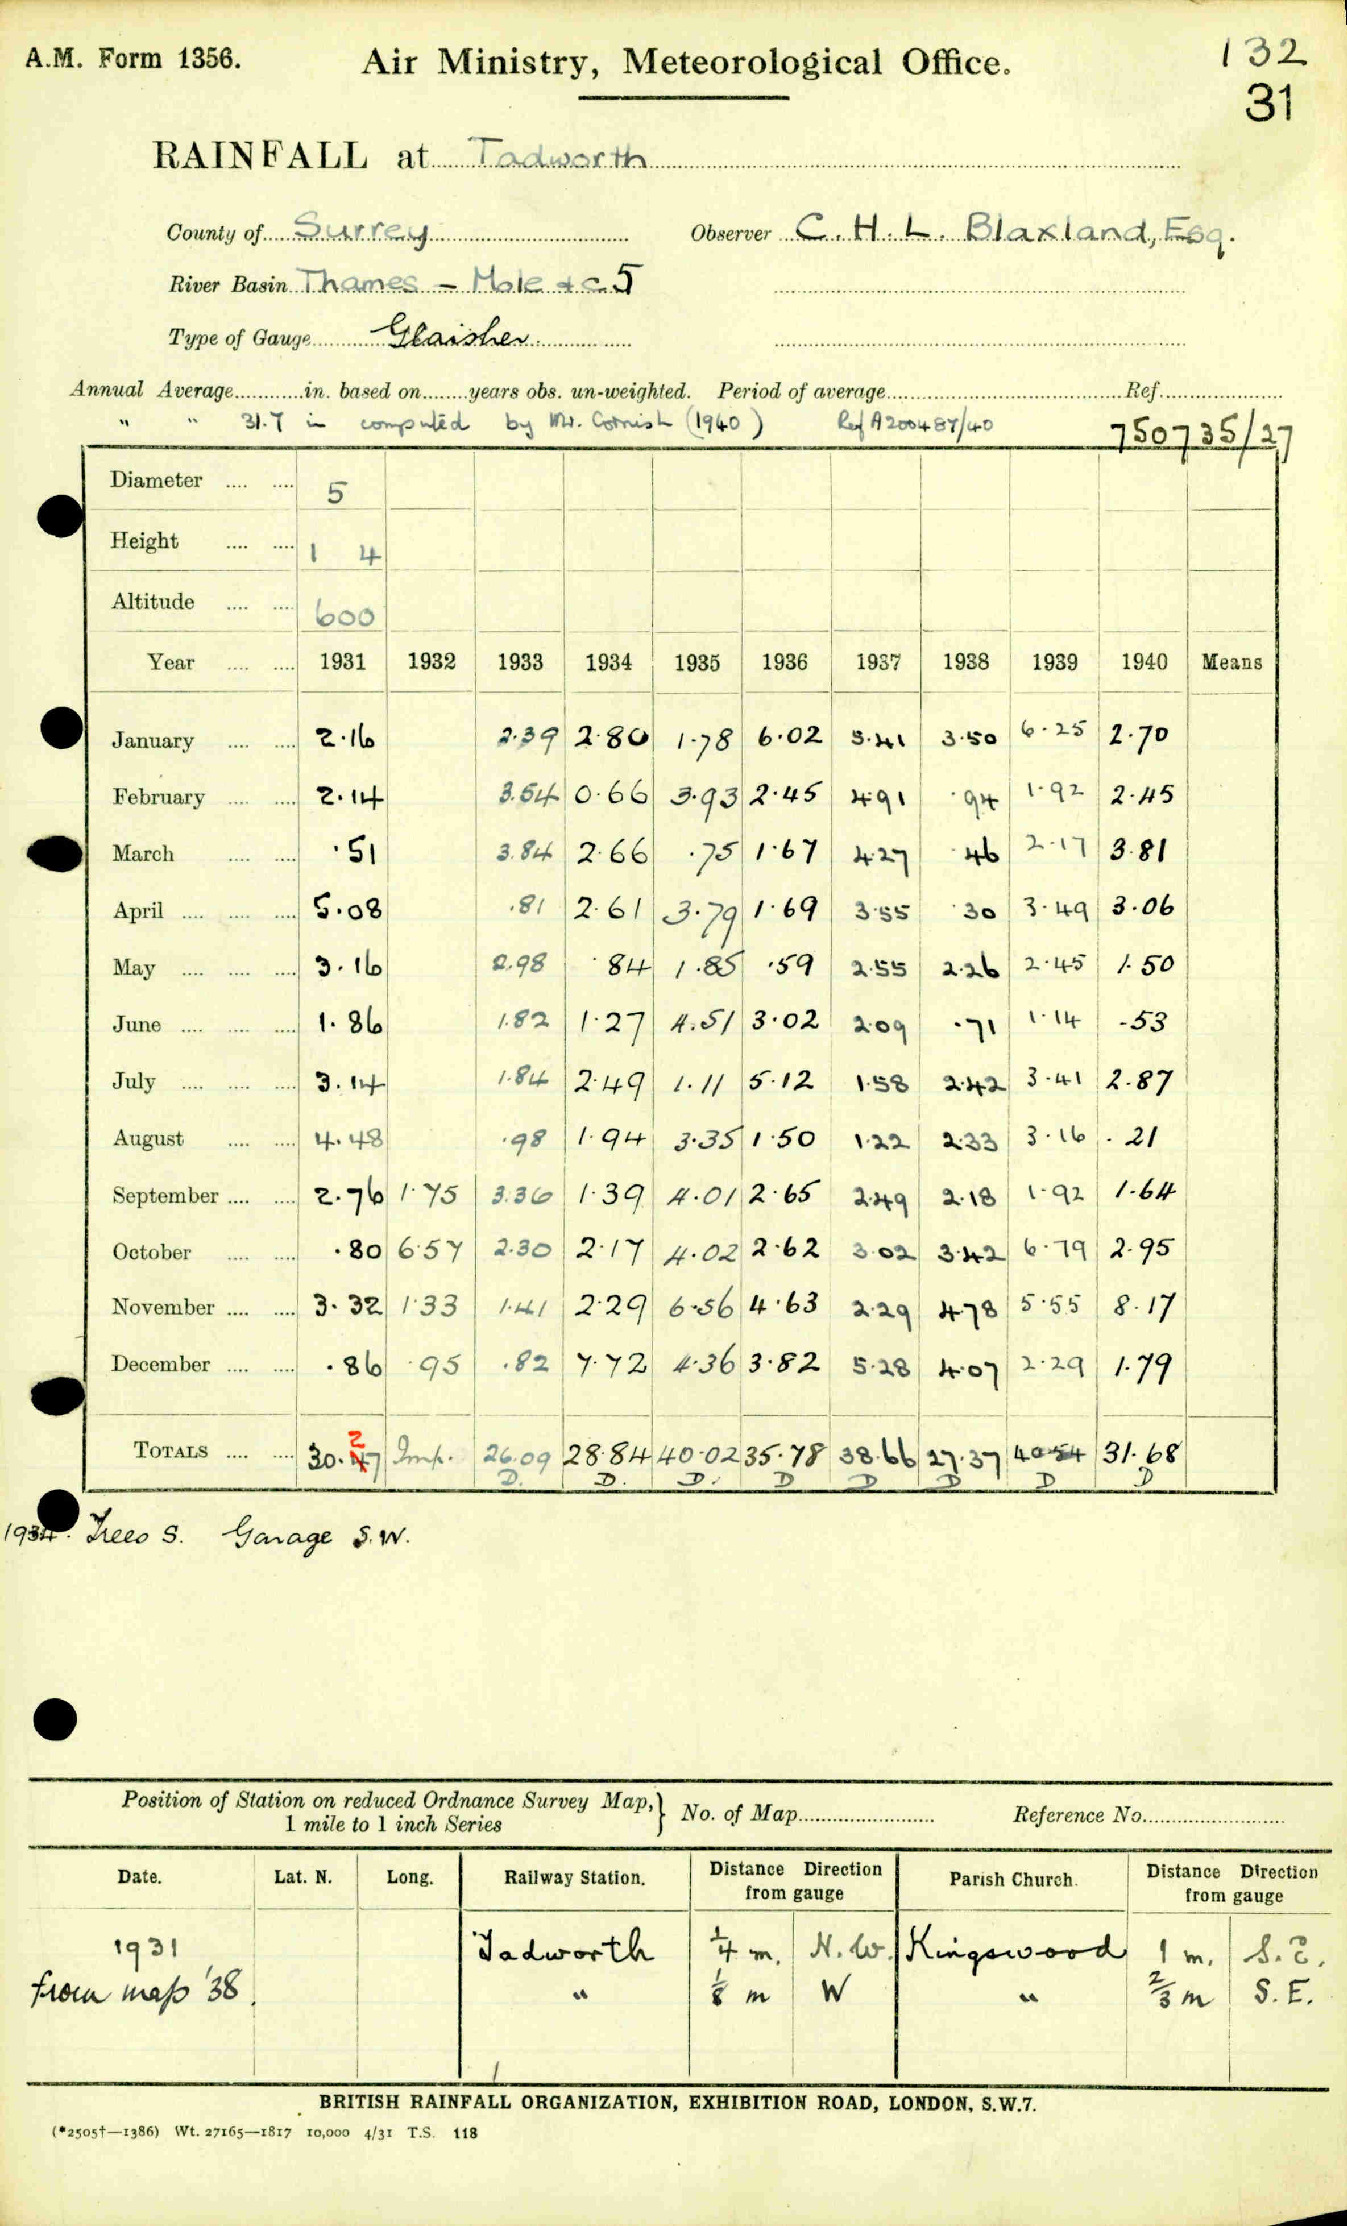 A.M. Form 1356. Air Ministry, Meteorological Office. 132
31
RAINFALL at Tadworth
County of Surrey Observer C. H. L. Blaxland, Esq.
River Basin Thames – Mole &c. 5
Type of Gauge Glaisher
Annual Average in. based on years obs. un-weighted. Period of average Ref.
" " 31.7 in computed by Mr. Cornish (1940) Ref A200487/40 750735/27
Diameter 5
Height 1 4
Altitude 600
Year 1931 1932 1933 1934 1935 1936 1937 1938 1939 1940 Means
January 2.16 2.39 2.80 1.78 6.02 5.41 3.50 6.25 2.70
February 2.14 3.54 0.66 3.93 2.45 4.91 .94 1.92 2.45
March .51 3.84 2.66 .75 1.67 4.27 .46 2.17 3.81
April 5.08 .81 2.61 3.79 1.69 3.55 .30 3.49 3.06
May 3.16 2.98 .84 1.85 .59 2.55 2.26 2.45 1.50
June 1.86 1.82 1.27 4.51 3.02 2.09 .71 1.14 .53
July 3.14 1.84 2.49 1.11 5.12 1.58 2.42 3.41 2.87
August 4.48 .98 1.94 3.35 1.50 1.22 2.33 3.16 .21
September 2.76 1.75 3.36 1.39 4.01 2.65 2.49 2.18 1.92 1.64
October .80 6.57 2.30 2.17 4.02 2.62 3.02 3.42 6.79 2.95
November 3.32 1.33 1.41 2.29 6.56 4.63 2.29 4.78 5.55 8.17
December .86 .95 .82 7.72 4.36 3.82 5.28 4.07 2.29 1.79
2
TOTALS 30.47 Imp. 26.09 28.84 40.02 35.78 38.66 27.37 40.54 31.68
D. D. D. D D D D D
1934. Trees S. Garage S.W.
Position of Station on reduced Ordnance Survey Map,} No. of Map Reference No.
1 mile to 1 inch Series
Date. Lat. N. Long. Railway Station. Distance Direction Parish Church. Distance Direction
from gauge from gauge
1931 Tadworth ¼ m. N.W. Kingswood 1 m. S.E.
from map '38. " ⅛ m W " ⅔ m S.E.
BRITISH RAINFALL ORGANIZATION, EXHIBITION ROAD, LONDON, S.W.7.
(*2505†—1386) Wt. 27165—1817 10,000 4/31 T.S. 118